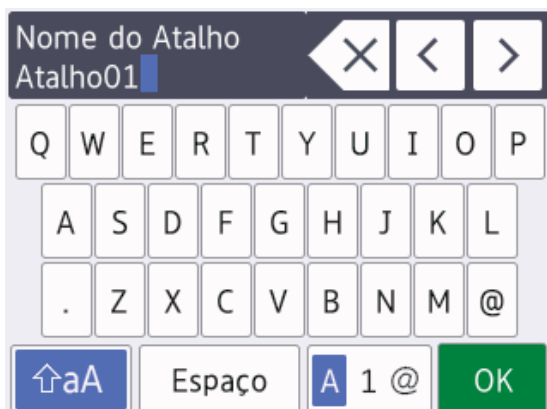 Nome do Atalho
Atalho01
Q W E R T Y U I O P
A S D F G H J K L
. Z X C V B N M @
aA Espaço A 1 @ OK